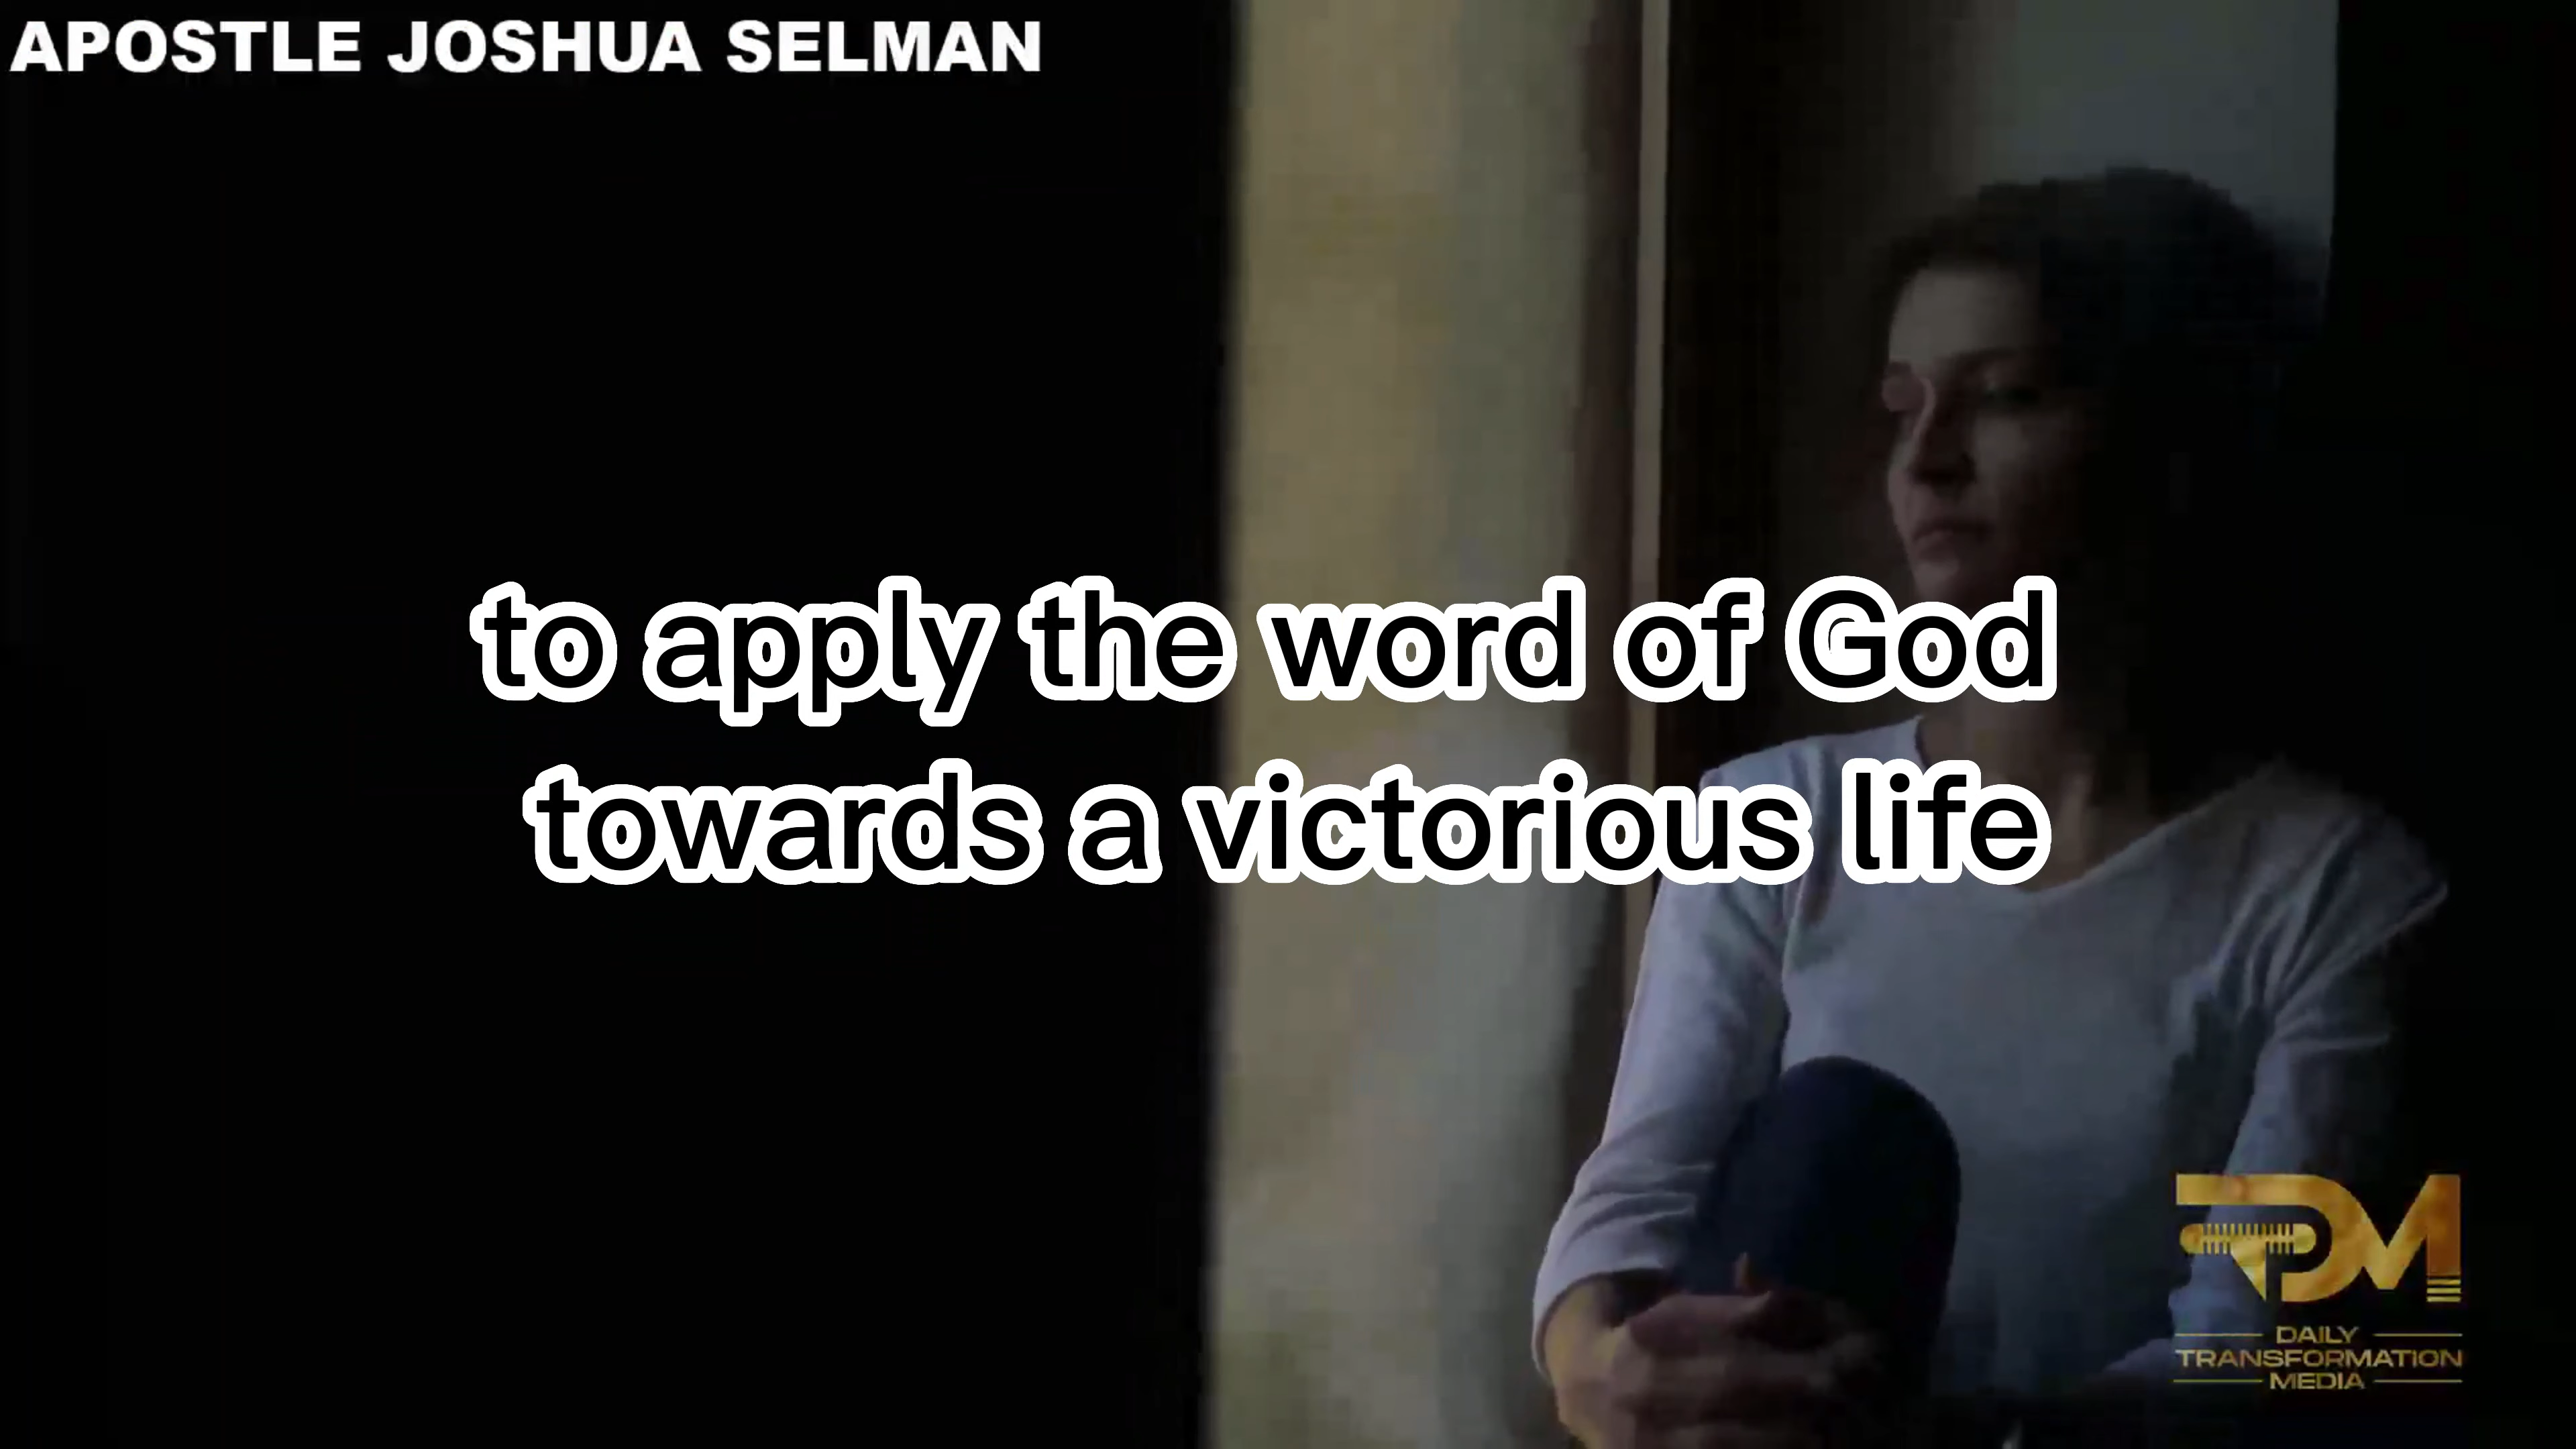 APOSTLE JOSHUA SELMAN
to apply the word of God
towards a victorious life
DAILY
TRANSFORMATION
MEDIA